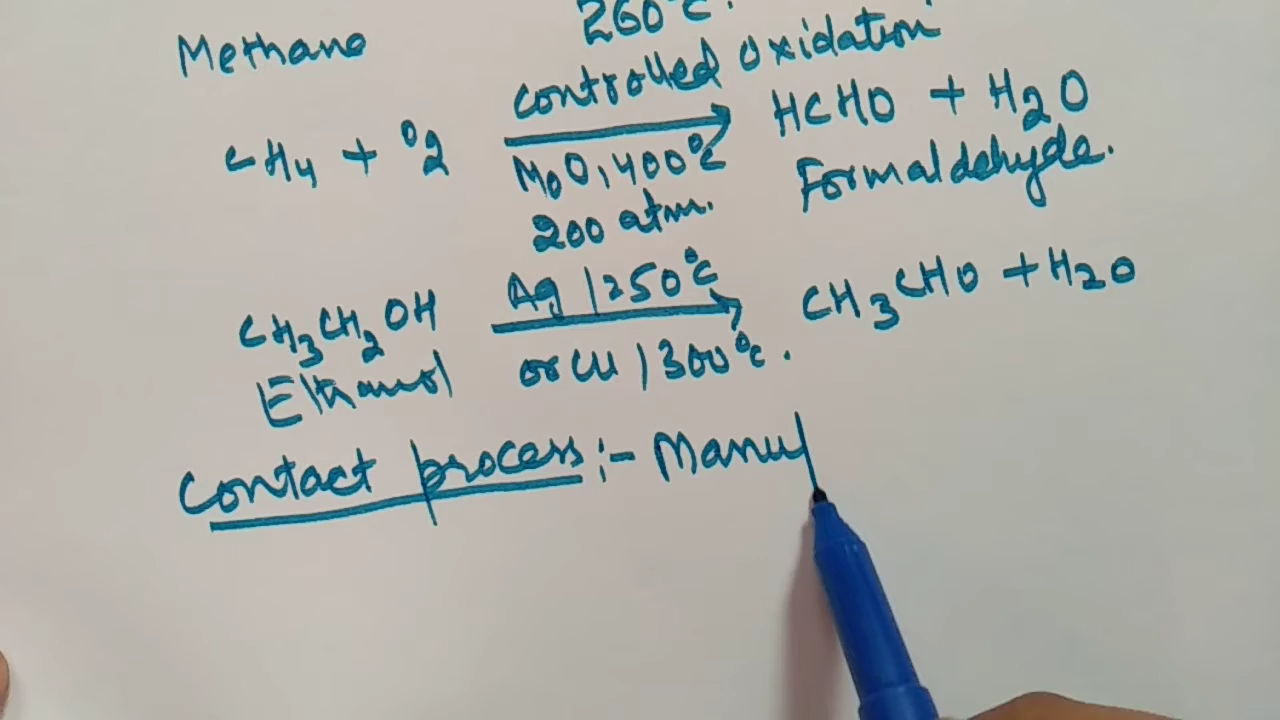 260°C.
Methane controlled oxidation
CH4 + O2 → HCHO + H2O
MoO, 400°C Formaldehyde.
200 atm.
Ag / 250°C
CH3CH2OH → CH3CHO + H2O
Ethanol or Cu / 300°C.
Contact process :- Manuf